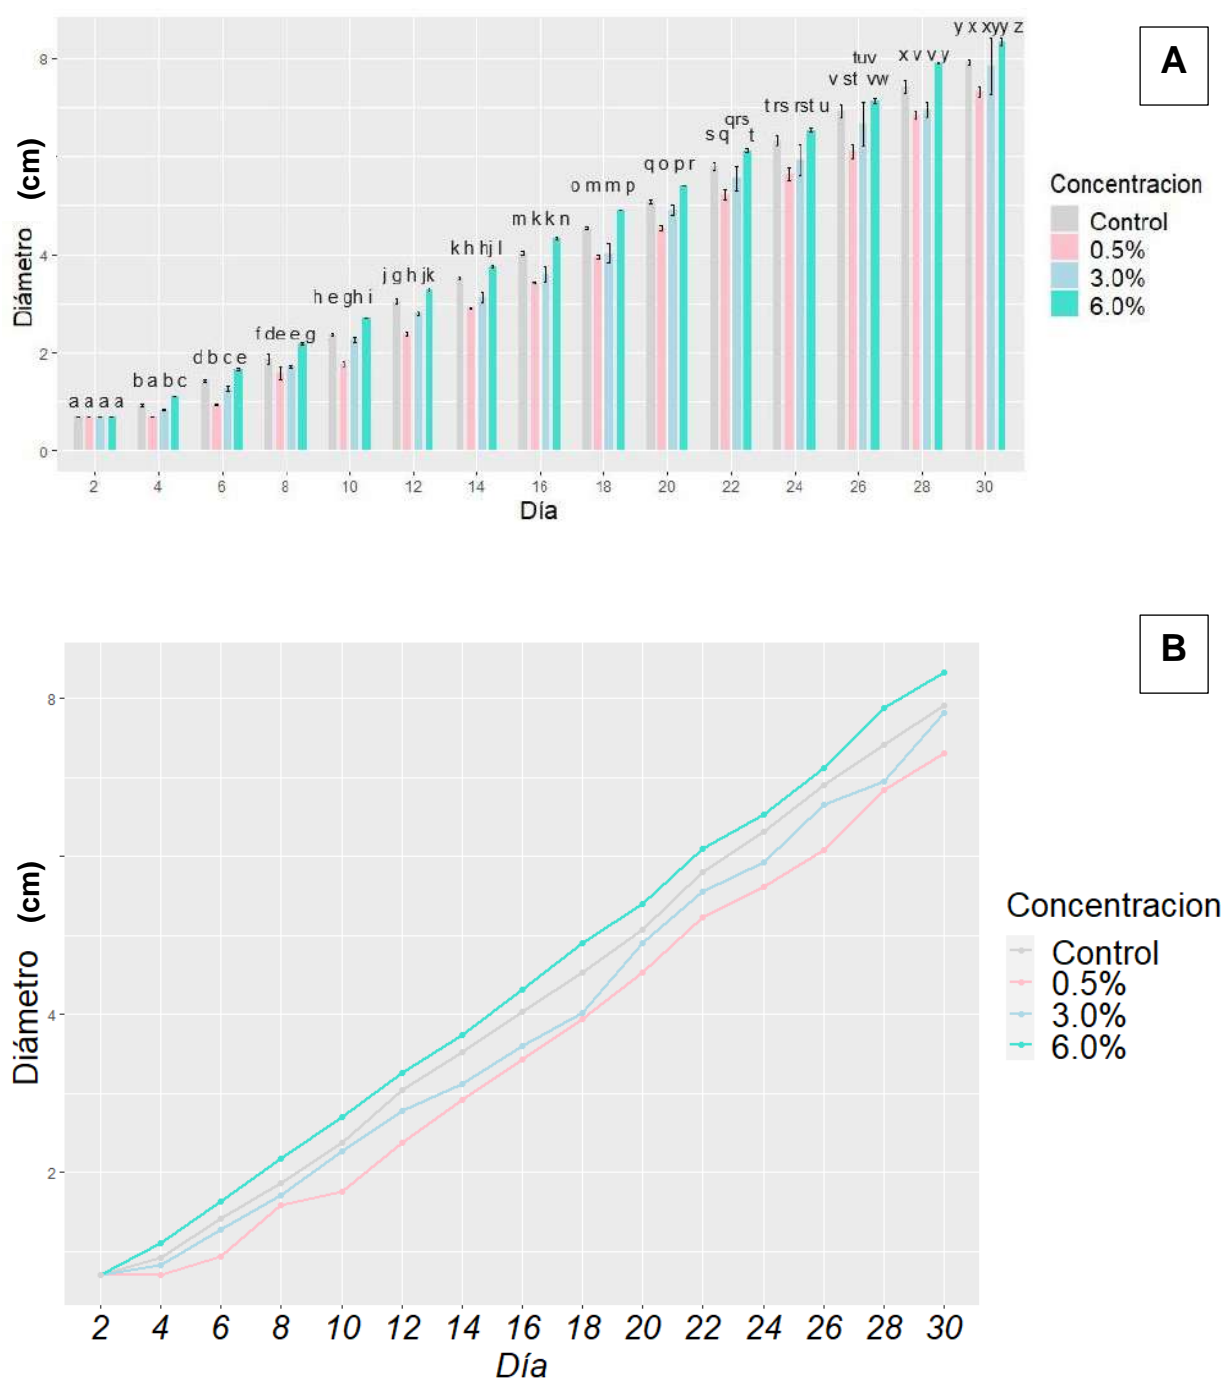 A
y x xyy z
tuv
x v v y
v st vw
t rs rst u
qrs
s q t
q o p r
o m m p
m k k n
k h hj l
j g h jk
h e gh i
f de e g
d b c e
b a b c
a a a a
8
4
2
0
Diámetro (cm)
2 4 6 8 10 12 14 16 18 20 22 24 26 28 30
Día
Concentracion
Control
0.5%
3.0%
6.0%
B
8
4
2
Diámetro (cm)
2 4 6 8 10 12 14 16 18 20 22 24 26 28 30
Día
Concentracion
Control
0.5%
3.0%
6.0%